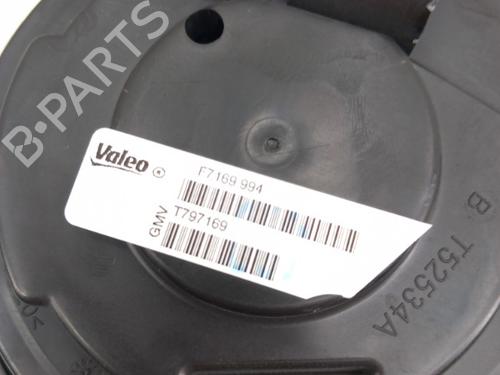 B-PARTS
Valeo
F7169 994
T797169
GMV
B T52534A